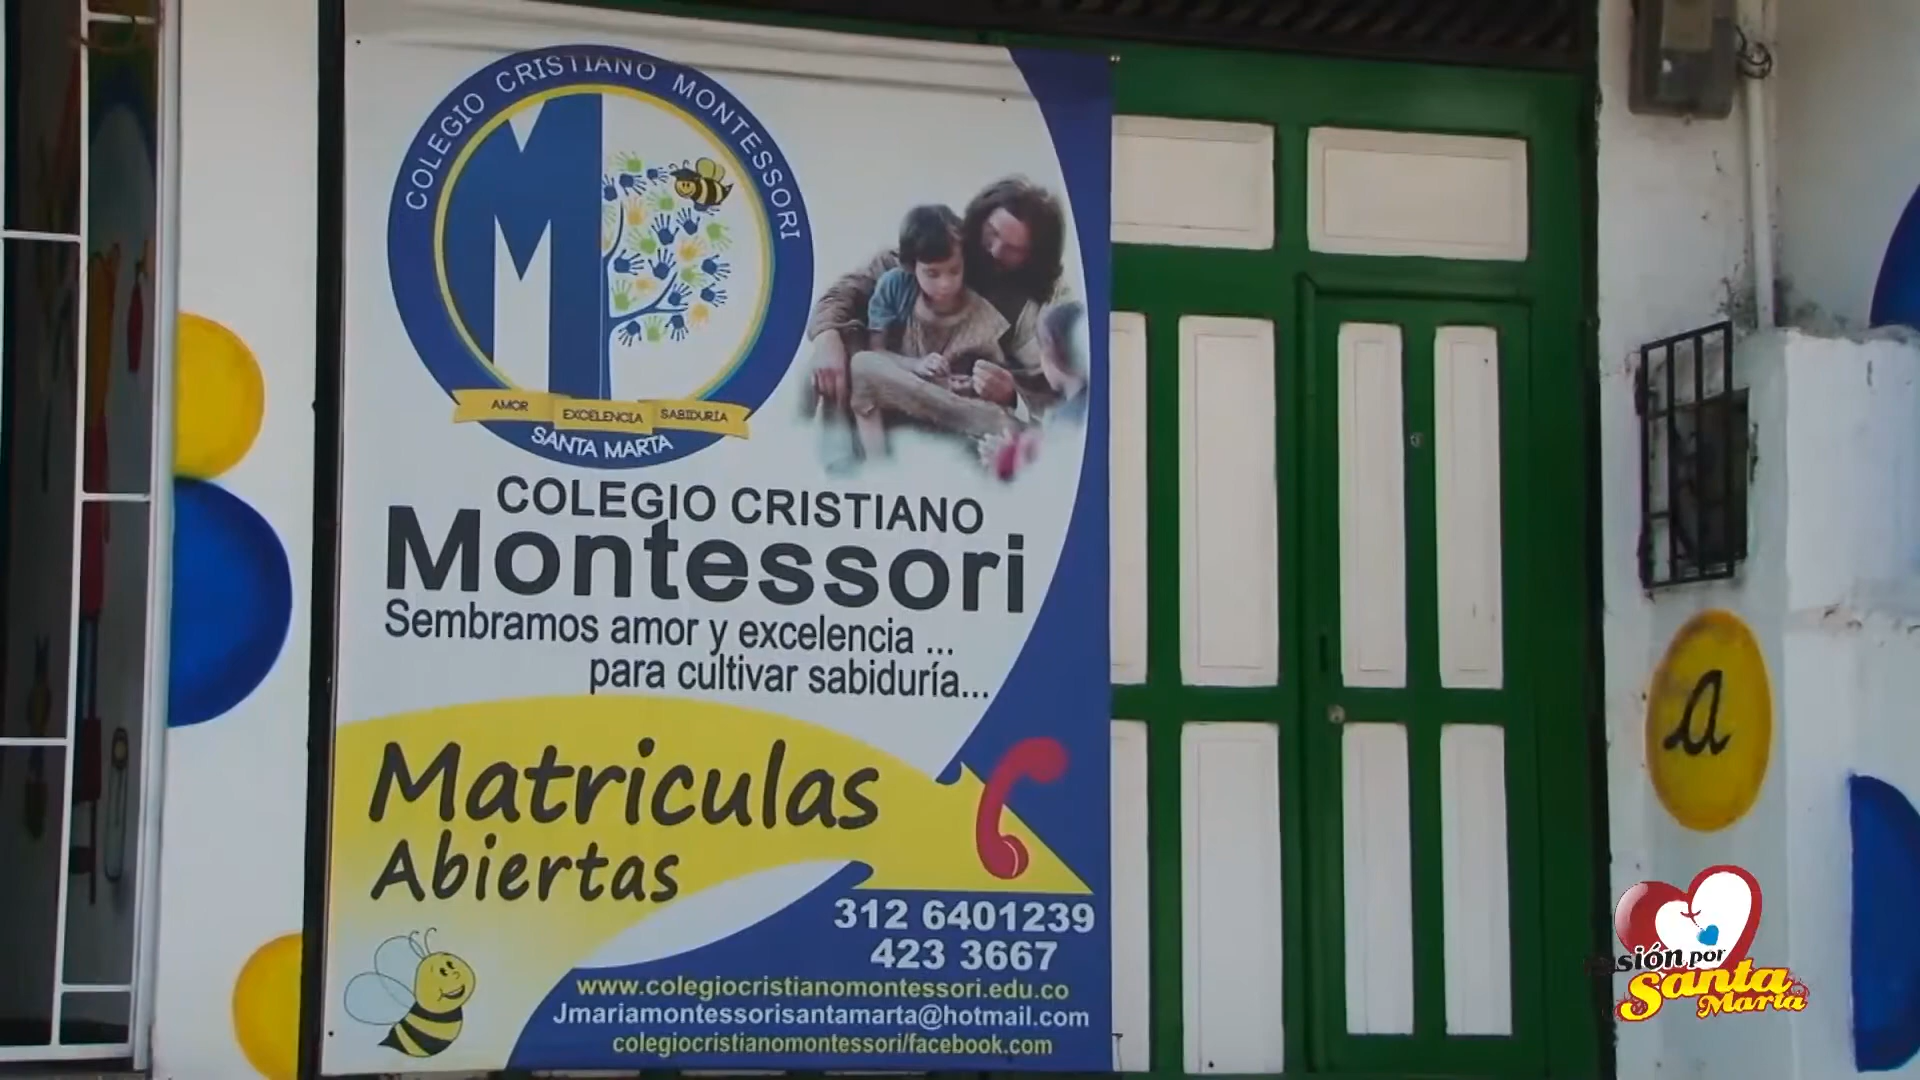 COLEGIO CRISTIANO MONTESSORI
M
AMOR EXCELENCIA SABIDURÍA
SANTA MARTA
COLEGIO CRISTIANO
Montessori
Sembramos amor y excelencia ...
para cultivar sabiduría...
Matriculas
Abiertas
312 6401239
423 3667
www.colegiocristianomontessori.edu.co
Jmariamontessorisantamarta@hotmail.com
colegiocristianomontessori/facebook.com
a
por
Santa
Marta